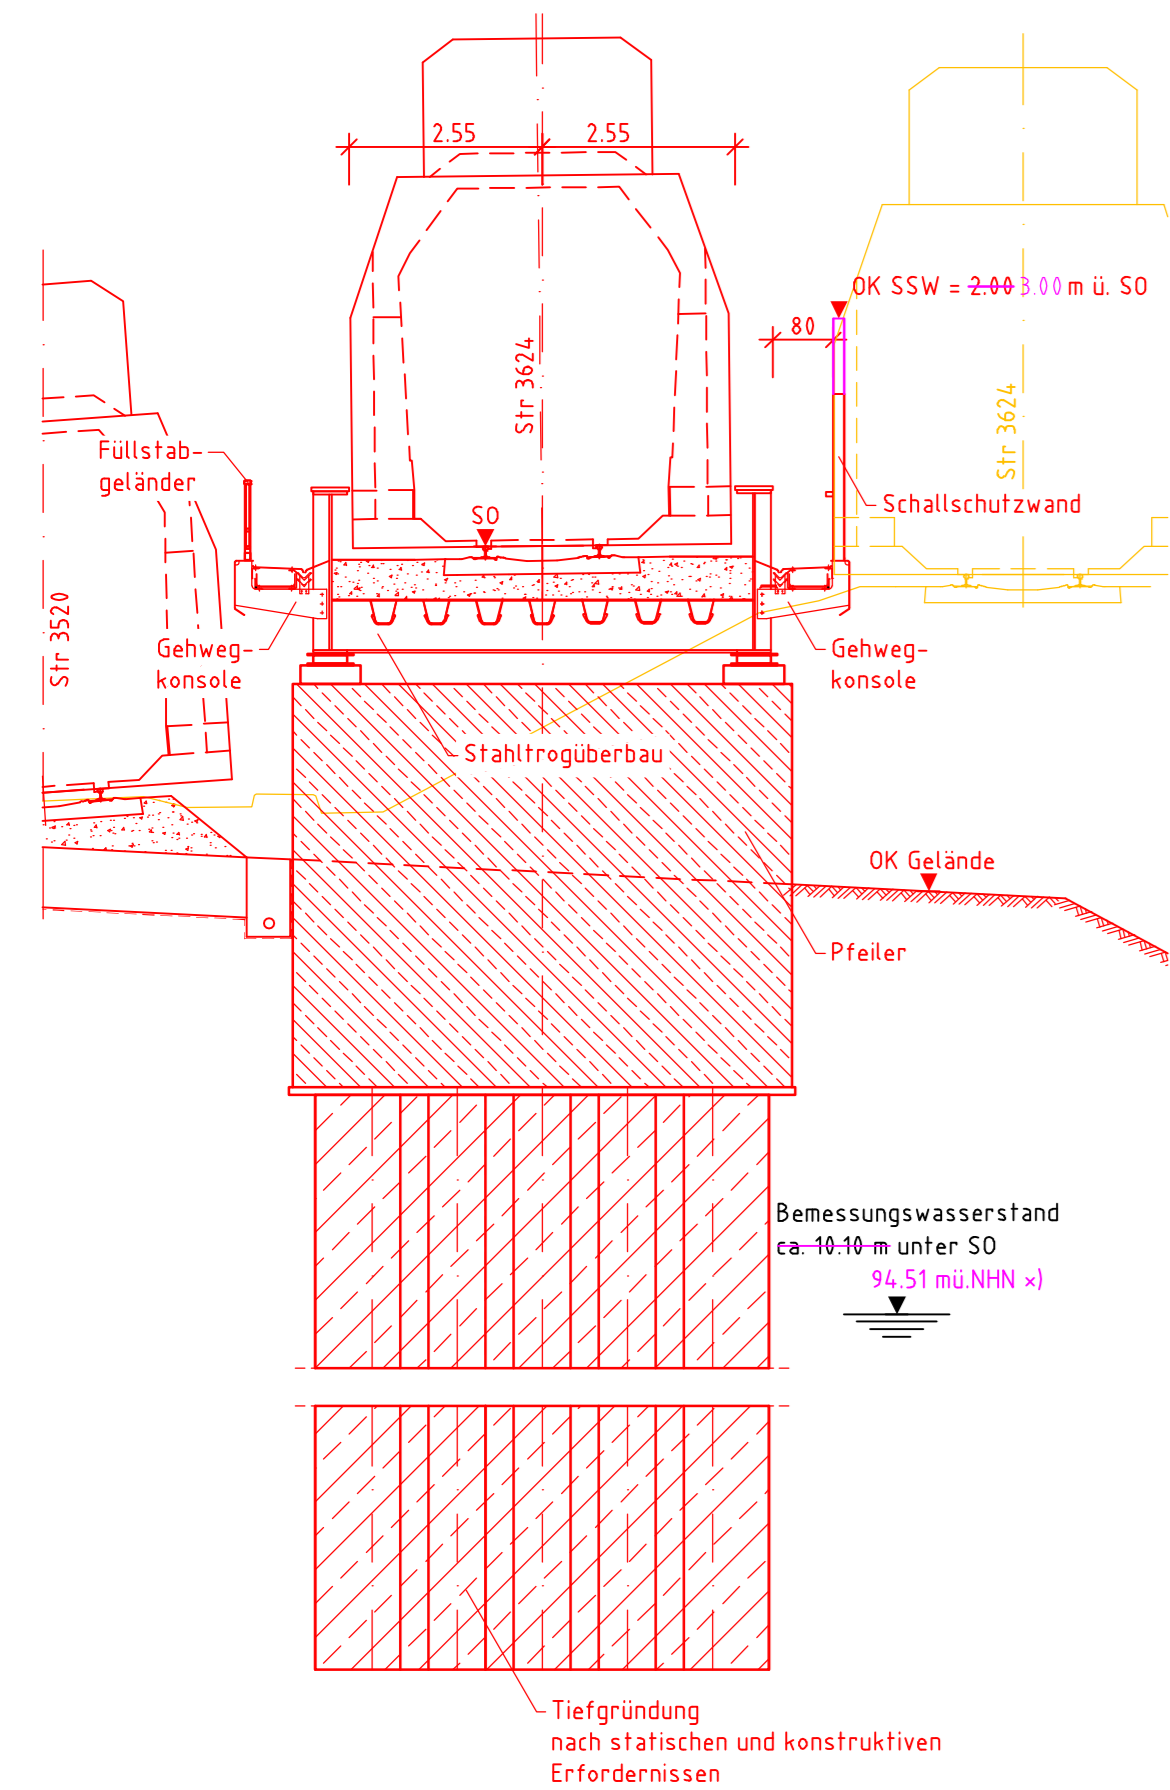 2.55
2.55
OK SSW = 2.00 3.00 m ü. SO
80
Str 3624
Str 3624
Füllstab-
geländer
SO
Schallschutzwand
Str 3520
Gehweg-
konsole
Gehweg-
konsole
Stahltrogüberbau
OK Gelände
Pfeiler
Bemessungswasserstand
ca. 10.10 m unter SO
94.51 mü.NHN ×)
Tiefgründung
nach statischen und konstruktiven
Erfordernissen